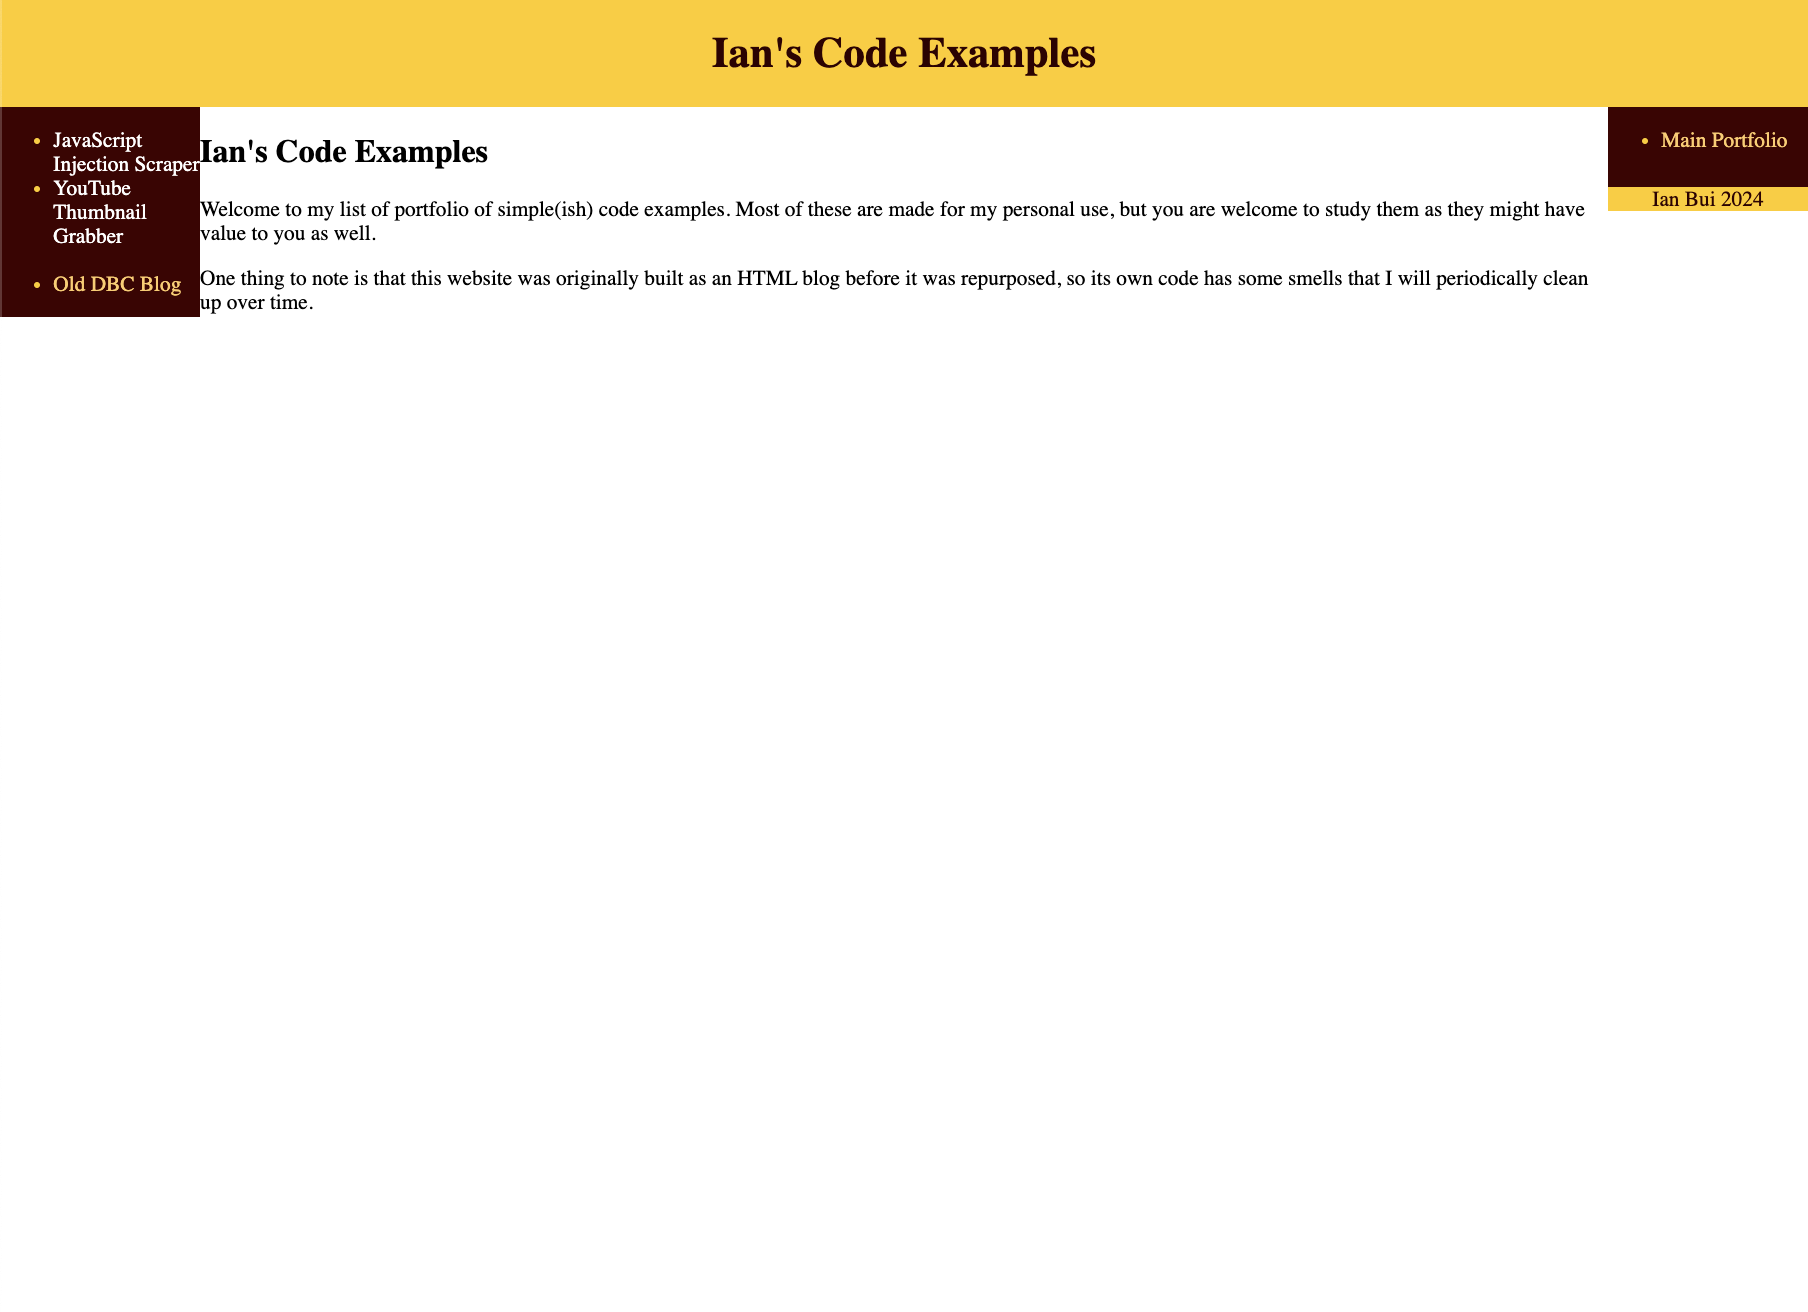 Ian's Code Examples
JavaScript
Injection Scraper
YouTube
Thumbnail
Grabber
Old DBC Blog
Ian's Code Examples
Welcome to my list of portfolio of simple(ish) code examples. Most of these are made for my personal use, but you are welcome to study them as they might have
value to you as well.
One thing to note is that this website was originally built as an HTML blog before it was repurposed, so its own code has some smells that I will periodically clean
up over time.
Main Portfolio
Ian Bui 2024